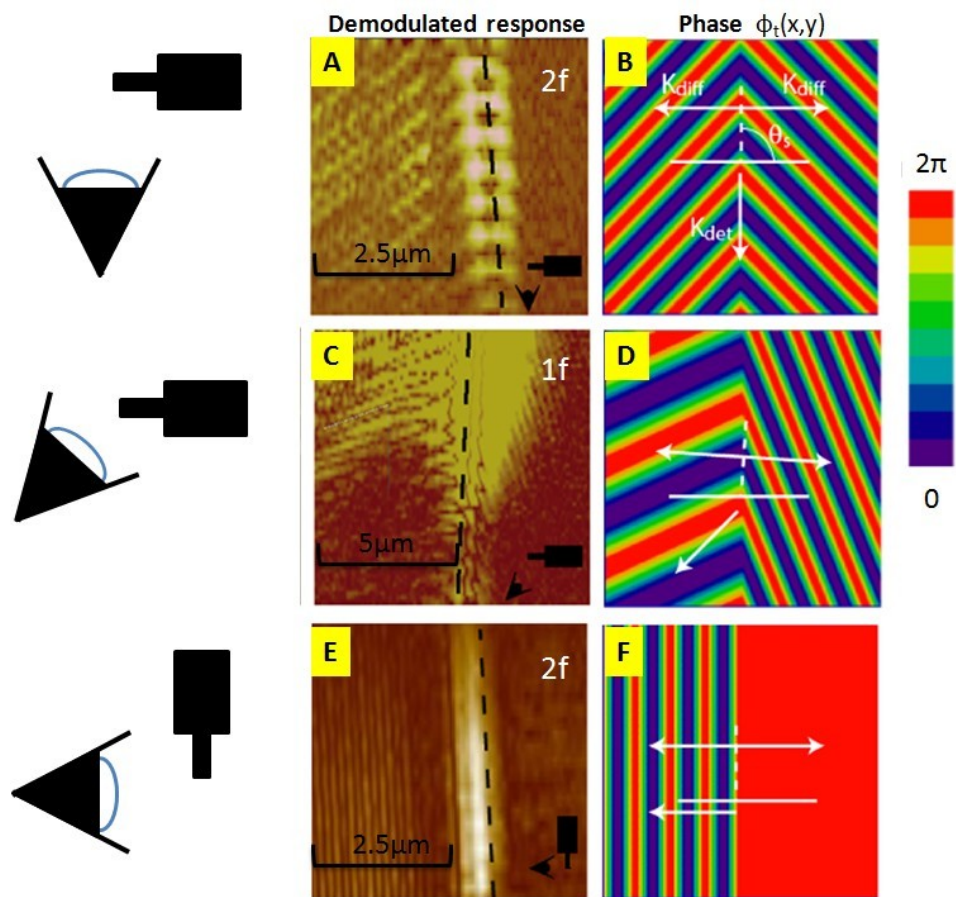 Demodulated response
Phase ϕt(x,y)
A
2f
2.5μm
B
Kdiff
Kdiff
θs
Kdet
2π
0
C
1f
5μm
D
E
2f
2.5μm
F